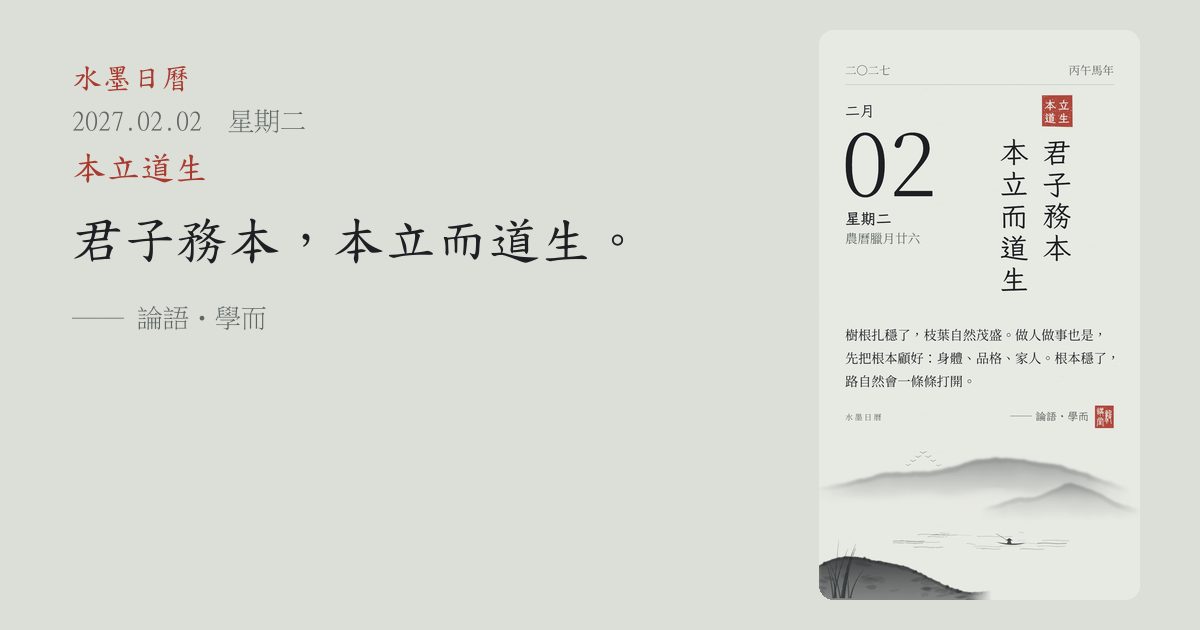 水墨日曆
2027.02.02　星期二
本立道生
君子務本，本立而道生。
—— 論語・學而
二〇二七
丙午馬年
二月
02
星期二
農曆臘月廿六
本立道生
君子務本
本立而道生
樹根扎穩了，枝葉自然茂盛。做人做事也是，
先把根本顧好：身體、品格、家人。根本穩了，
路自然會一條條打開。
水墨日曆
—— 論語・學而